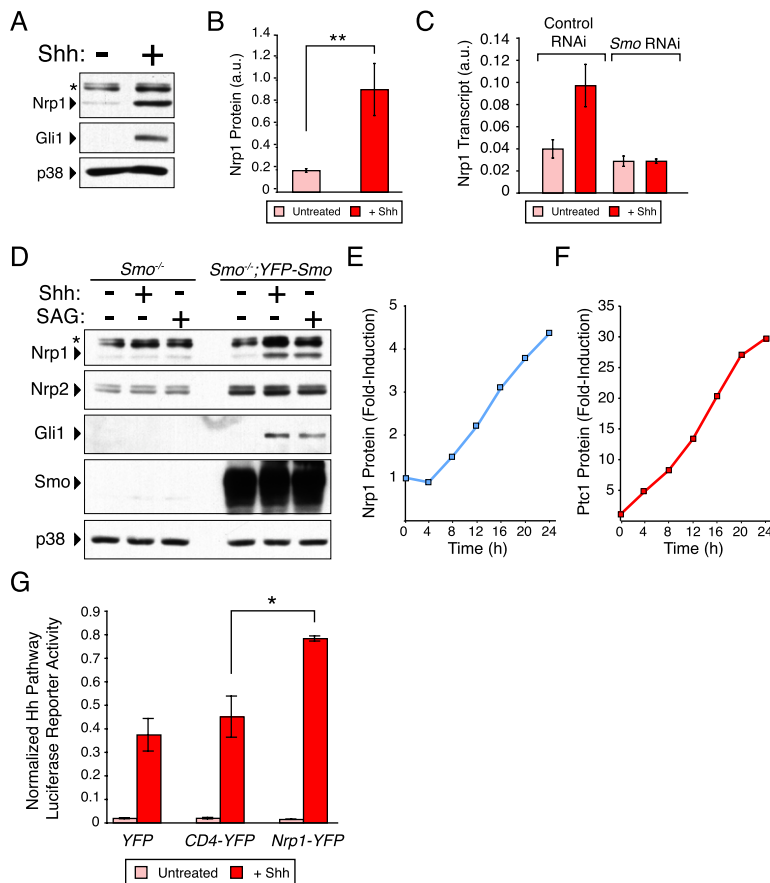 A
Shh: - +
*
Nrp1
Gli1
p38
B
**
Nrp1 Protein (a.u.)
1.4
1.2
1.0
0.8
0.6
0.4
0.2
0
Untreated + Shh
C
Control RNAi
Smo RNAi
Nrp1 Transcript (a.u.)
0.14
0.12
0.10
0.08
0.06
0.04
0.02
0.00
Untreated + Shh
D
Smo-/- Smo-/-;YFP-Smo
Shh: - + - - + -
SAG: - - + - - +
*
Nrp1
Nrp2
Gli1
Smo
p38
E
Nrp1 Protein (Fold-Induction)
5
4
3
2
1
0 4 8 12 16 20 24
Time (h)
F
Ptc1 Protein (Fold-Induction)
35
30
25
20
15
10
5
0 4 8 12 16 20 24
Time (h)
G
*
Normalized Hh Pathway
Luciferase Reporter Activity
0.9
0.8
0.7
0.6
0.5
0.4
0.3
0.2
0.1
0
YFP CD4-YFP Nrp1-YFP
Untreated + Shh